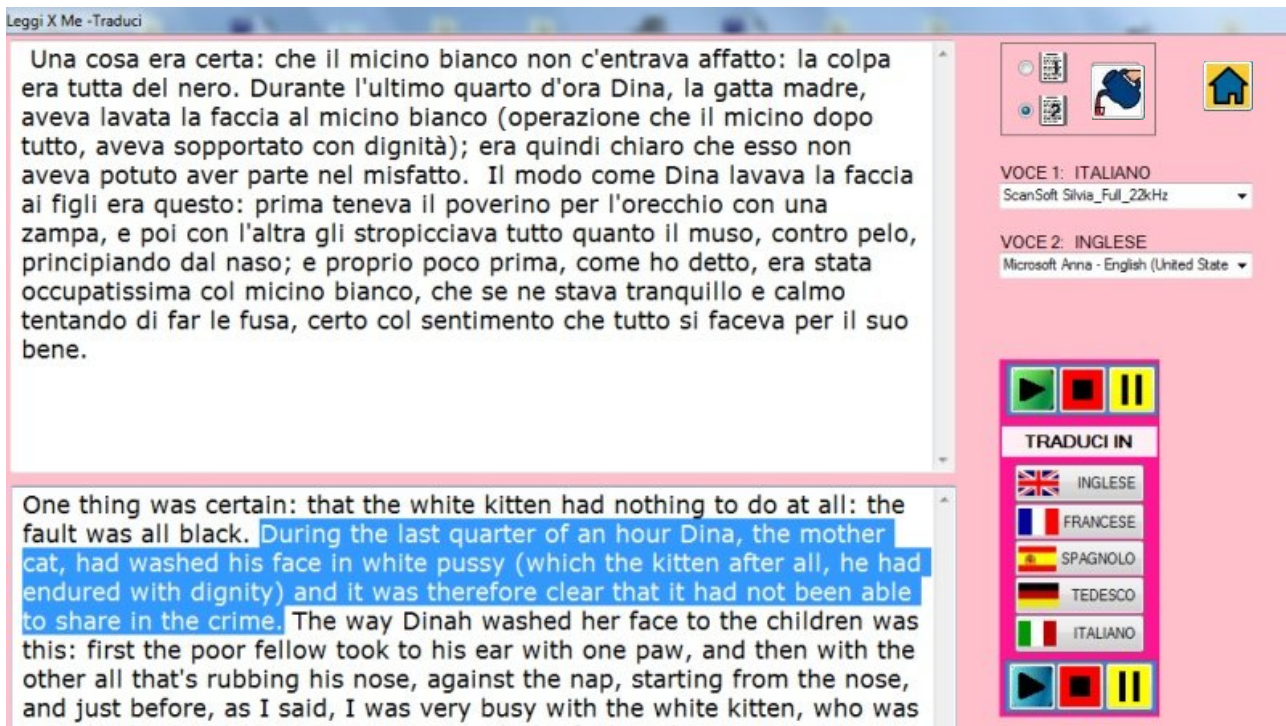 Leggi X Me -Traduci
Una cosa era certa: che il micino bianco non c'entrava affatto: la colpa
era tutta del nero. Durante l'ultimo quarto d'ora Dina, la gatta madre,
aveva lavata la faccia al micino bianco (operazione che il micino dopo
tutto, aveva sopportato con dignità); era quindi chiaro che esso non
aveva potuto aver parte nel misfatto.  Il modo come Dina lavava la faccia
ai figli era questo: prima teneva il poverino per l'orecchio con una
zampa, e poi con l'altra gli stropicciava tutto quanto il muso, contro pelo,
principiando dal naso; e proprio poco prima, come ho detto, era stata
occupatissima col micino bianco, che se ne stava tranquillo e calmo
tentando di far le fusa, certo col sentimento che tutto si faceva per il suo
bene.
One thing was certain: that the white kitten had nothing to do at all: the
fault was all black. During the last quarter of an hour Dina, the mother
cat, had washed his face in white pussy (which the kitten after all, he had
endured with dignity) and it was therefore clear that it had not been able
to share in the crime. The way Dinah washed her face to the children was
this: first the poor fellow took to his ear with one paw, and then with the
other all that's rubbing his nose, against the nap, starting from the nose,
and just before, as I said, I was very busy with the white kitten, who was
1
2
VOCE 1:  ITALIANO
ScanSoft Silvia_Full_22kHz
VOCE 2:  INGLESE
Microsoft Anna - English (United State
TRADUCI IN
INGLESE
FRANCESE
SPAGNOLO
TEDESCO
ITALIANO